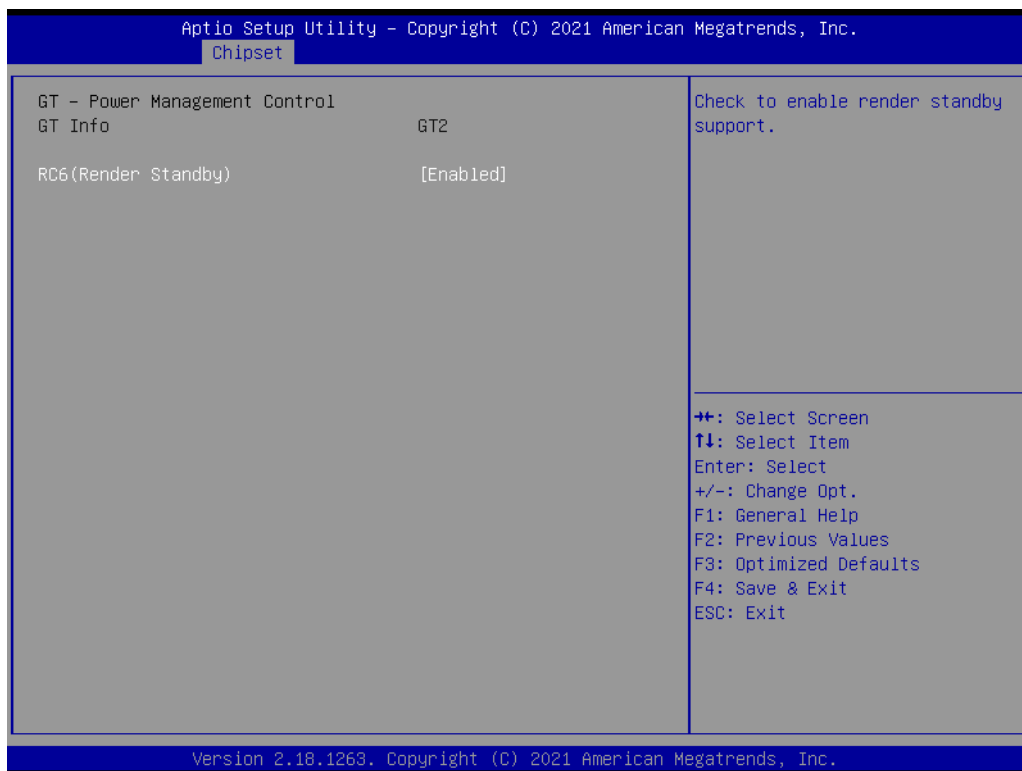 Aptio Setup Utility – Copyright (C) 2021 American Megatrends, Inc.
Chipset
GT – Power Management Control
GT Info GT2
RC6(Render Standby) [Enabled]
Check to enable render standby
support.
→←: Select Screen
↑↓: Select Item
Enter: Select
+/-: Change Opt.
F1: General Help
F2: Previous Values
F3: Optimized Defaults
F4: Save & Exit
ESC: Exit
Version 2.18.1263. Copyright (C) 2021 American Megatrends, Inc.